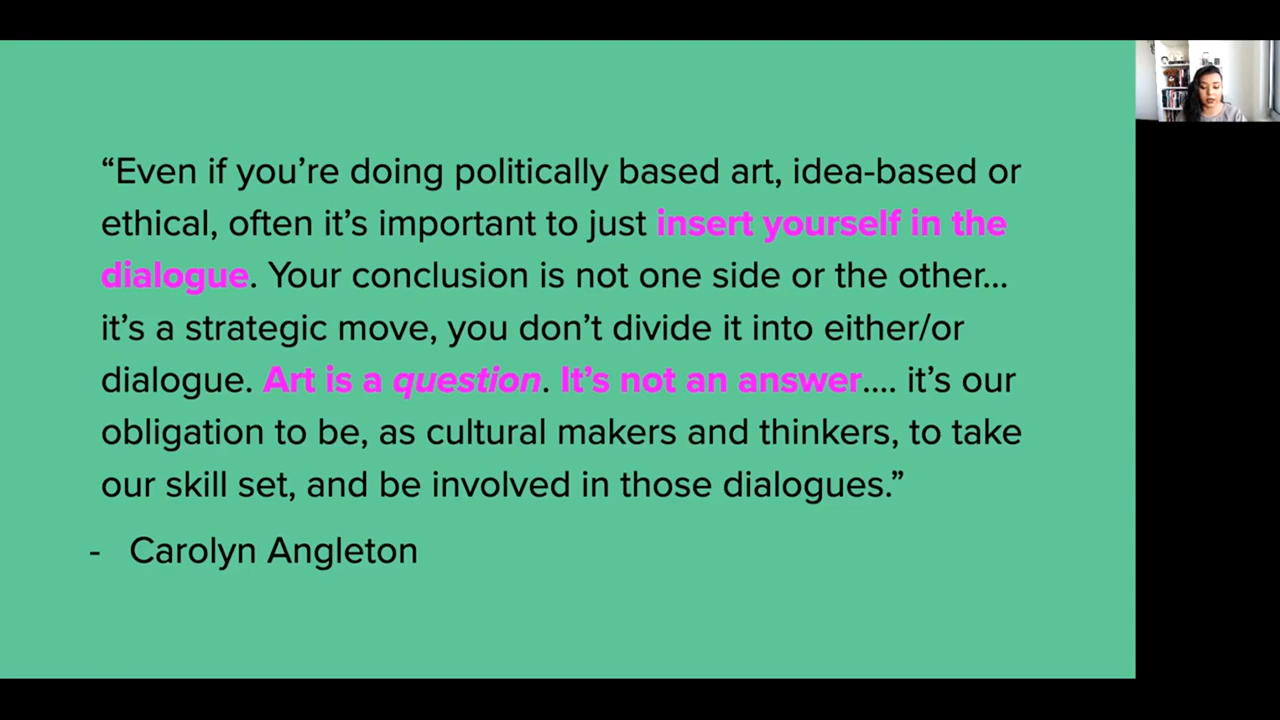 “Even if you’re doing politically based art, idea-based or
ethical, often it’s important to just insert yourself in the
dialogue. Your conclusion is not one side or the other...
it’s a strategic move, you don’t divide it into either/or
dialogue. Art is a question. It’s not an answer.... it’s our
obligation to be, as cultural makers and thinkers, to take
our skill set, and be involved in those dialogues.”
- Carolyn Angleton